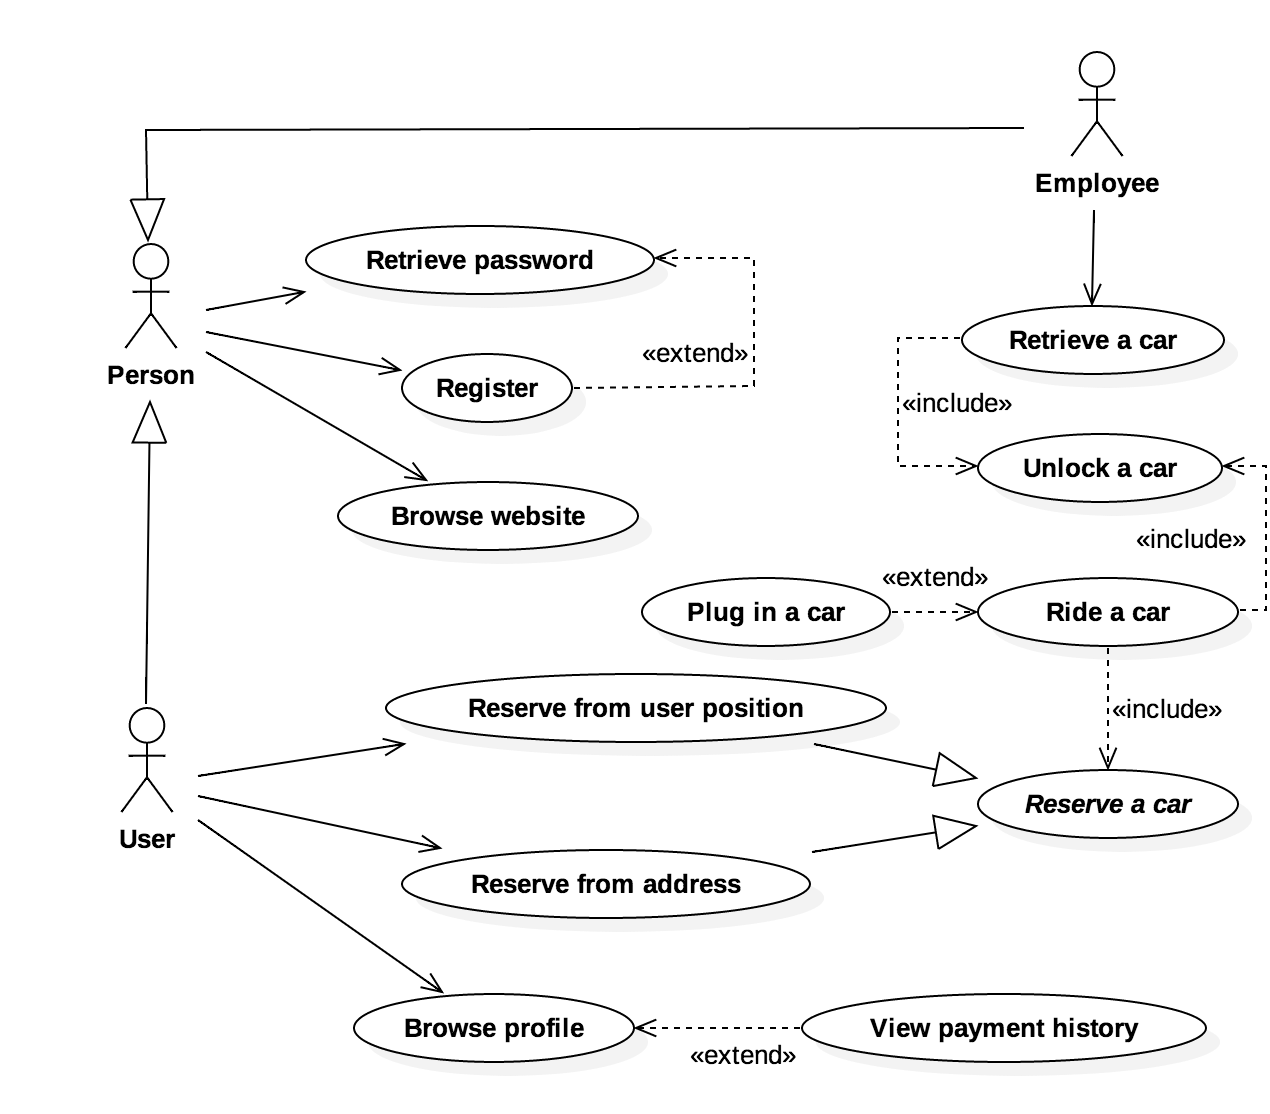 Employee
Retrieve password
Retrieve a car
«extend»
Person
Register
«include»
Unlock a car
Browse website
«include»
«extend»
Plug in a car
Ride a car
Reserve from user position
«include»
Reserve a car
User
Reserve from address
Browse profile
View payment history
«extend»